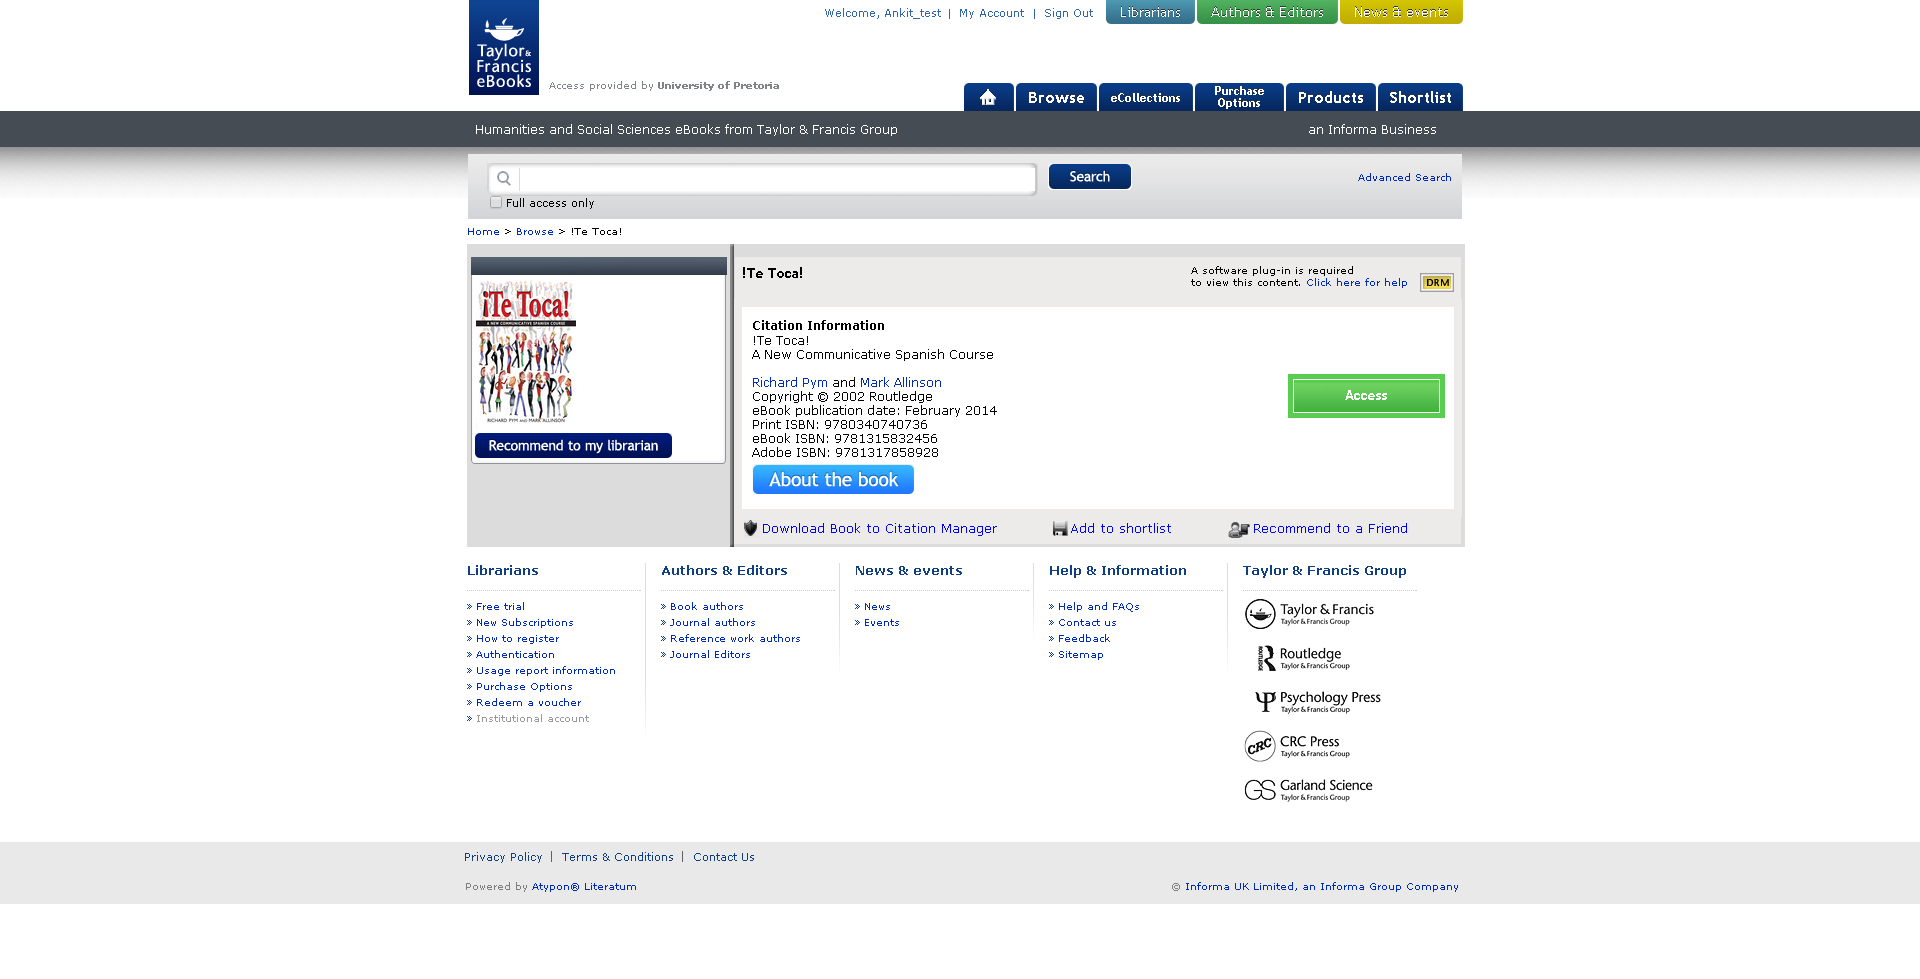 Taylor &
Francis
eBooks
Welcome, Ankit_test | My Account | Sign Out
Librarians
Authors & Editors
News & events
Access provided by University of Pretoria
Browse
eCollections
Purchase
Options
Products
Shortlist
Humanities and Social Sciences eBooks from Taylor & Francis Group
an Informa Business
Search
Advanced Search
Full access only
Home > Browse > !Te Toca!
¡Te Toca!
A NEW COMMUNICATIVE SPANISH COURSE
RICHARD PYM AND MARK ALLINSON
Recommend to my librarian
!Te Toca!
A software plug-in is required
to view this content. Click here for help
DRM
Citation Information
!Te Toca!
A New Communicative Spanish Course
Richard Pym and Mark Allinson
Copyright © 2002 Routledge
eBook publication date: February 2014
Print ISBN: 9780340740736
eBook ISBN: 9781315832456
Adobe ISBN: 9781317858928
Access
About the book
Download Book to Citation Manager
Add to shortlist
Recommend to a Friend
Librarians
» Free trial
» New Subscriptions
» How to register
» Authentication
» Usage report information
» Purchase Options
» Redeem a voucher
» Institutional account
Authors & Editors
» Book authors
» Journal authors
» Reference work authors
» Journal Editors
News & events
» News
» Events
Help & Information
» Help and FAQs
» Contact us
» Feedback
» Sitemap
Taylor & Francis Group
Taylor & Francis
Taylor & Francis Group
ROUTLEDGE
Routledge
Taylor & Francis Group
Psychology Press
Taylor & Francis Group
CRC
CRC Press
Taylor & Francis Group
GS
Garland Science
Taylor & Francis Group
Privacy Policy | Terms & Conditions | Contact Us
Powered by Atypon® Literatum
© Informa UK Limited, an Informa Group Company